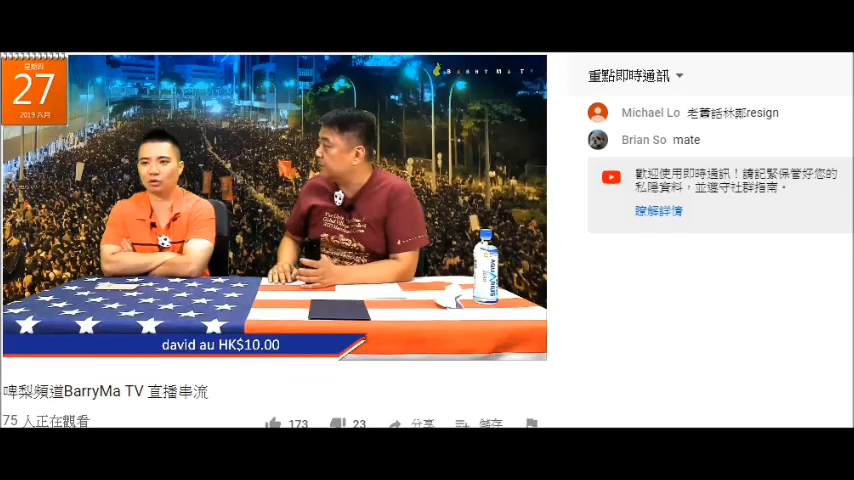 星期四
27
2019 六月
BARRYMA TV
AQUARIUS
david au HK$10.00
啤梨頻道BarryMa TV 直播串流
75 人正在觀看
173
23
分享
儲存
重點即時通訊
Michael Lo 老蕭話林鄭resign
Brian So mate
歡迎使用即時通訊！請記緊保管好您的
私隱資料，並遵守社群指南。
瞭解詳情